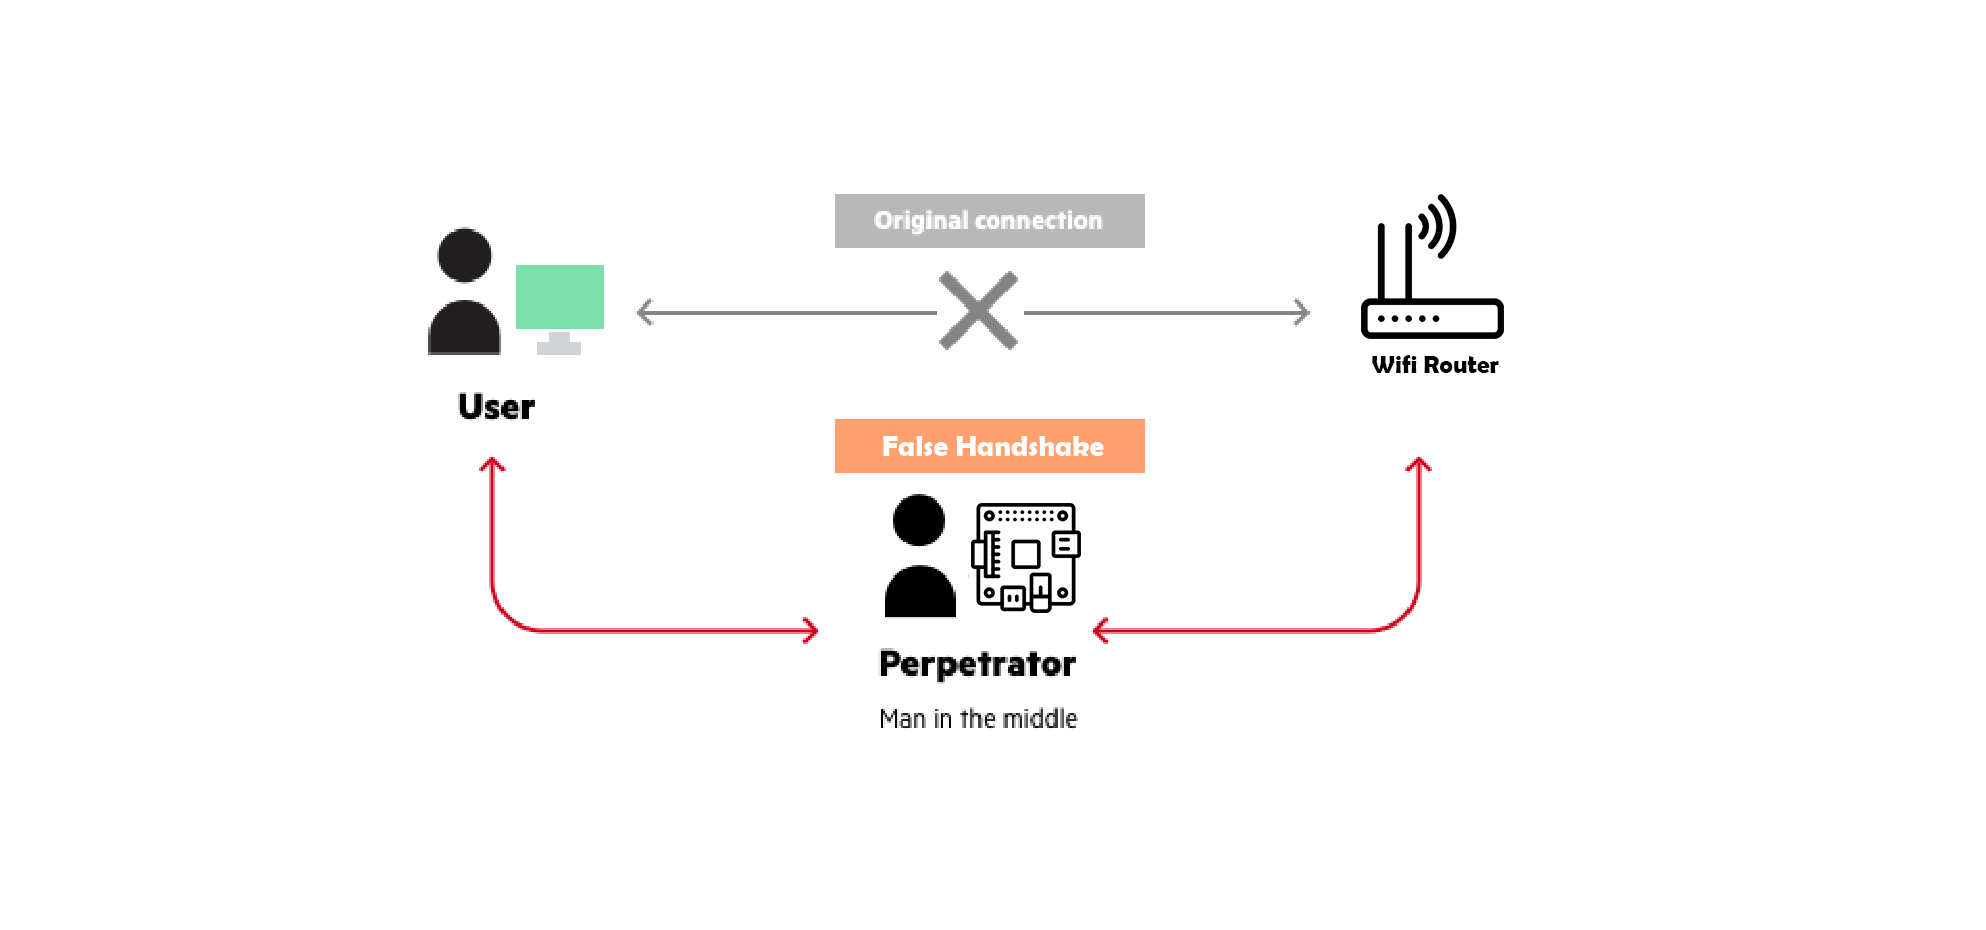 Original connection
Wifi Router
User
False Handshake
Perpetrator
Man in the middle